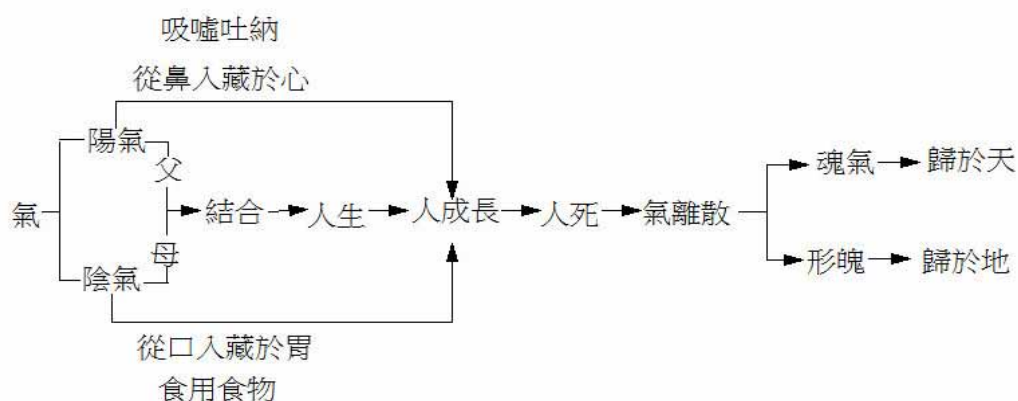 吸噓吐納
從鼻入藏於心
陽氣
父
魂氣
歸於天
氣
結合
人生
人成長
人死
氣離散
母
形魄
歸於地
陰氣
從口入藏於胃
食用食物